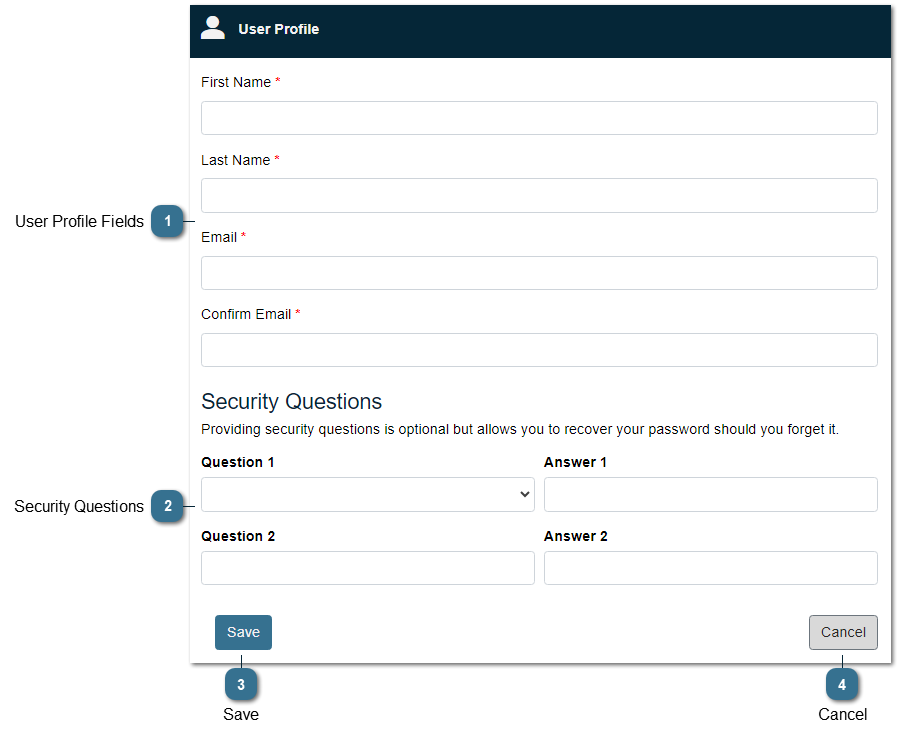 User Profile
First Name *
Last Name *
User Profile Fields 1
Email *
Confirm Email *
Security Questions
Providing security questions is optional but allows you to recover your password should you forget it.
Question 1 Answer 1
Security Questions 2
Question 2 Answer 2
Save Cancel
3 4
Save Cancel